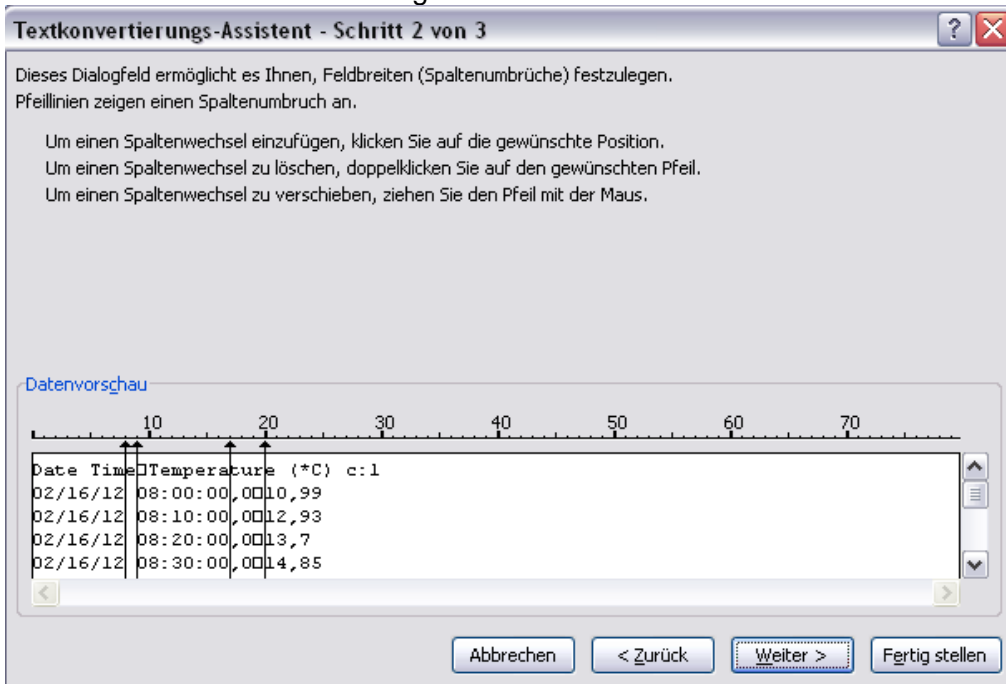 Textkonvertierungs-Assistent - Schritt 2 von 3
Dieses Dialogfeld ermöglicht es Ihnen, Feldbreiten (Spaltenumbrüche) festzulegen.
Pfeillinien zeigen einen Spaltenumbruch an.
Um einen Spaltenwechsel einzufügen, klicken Sie auf die gewünschte Position.
Um einen Spaltenwechsel zu löschen, doppelklicken Sie auf den gewünschten Pfeil.
Um einen Spaltenwechsel zu verschieben, ziehen Sie den Pfeil mit der Maus.
Datenvorschau
10 20 30 40 50 60 70
Date Time□Temperature (*C) c:1
02/16/12 08:00:00,0□10,99
02/16/12 08:10:00,0□12,93
02/16/12 08:20:00,0□13,7
02/16/12 08:30:00,0□14,85
Abbrechen < Zurück Weiter > Fertig stellen